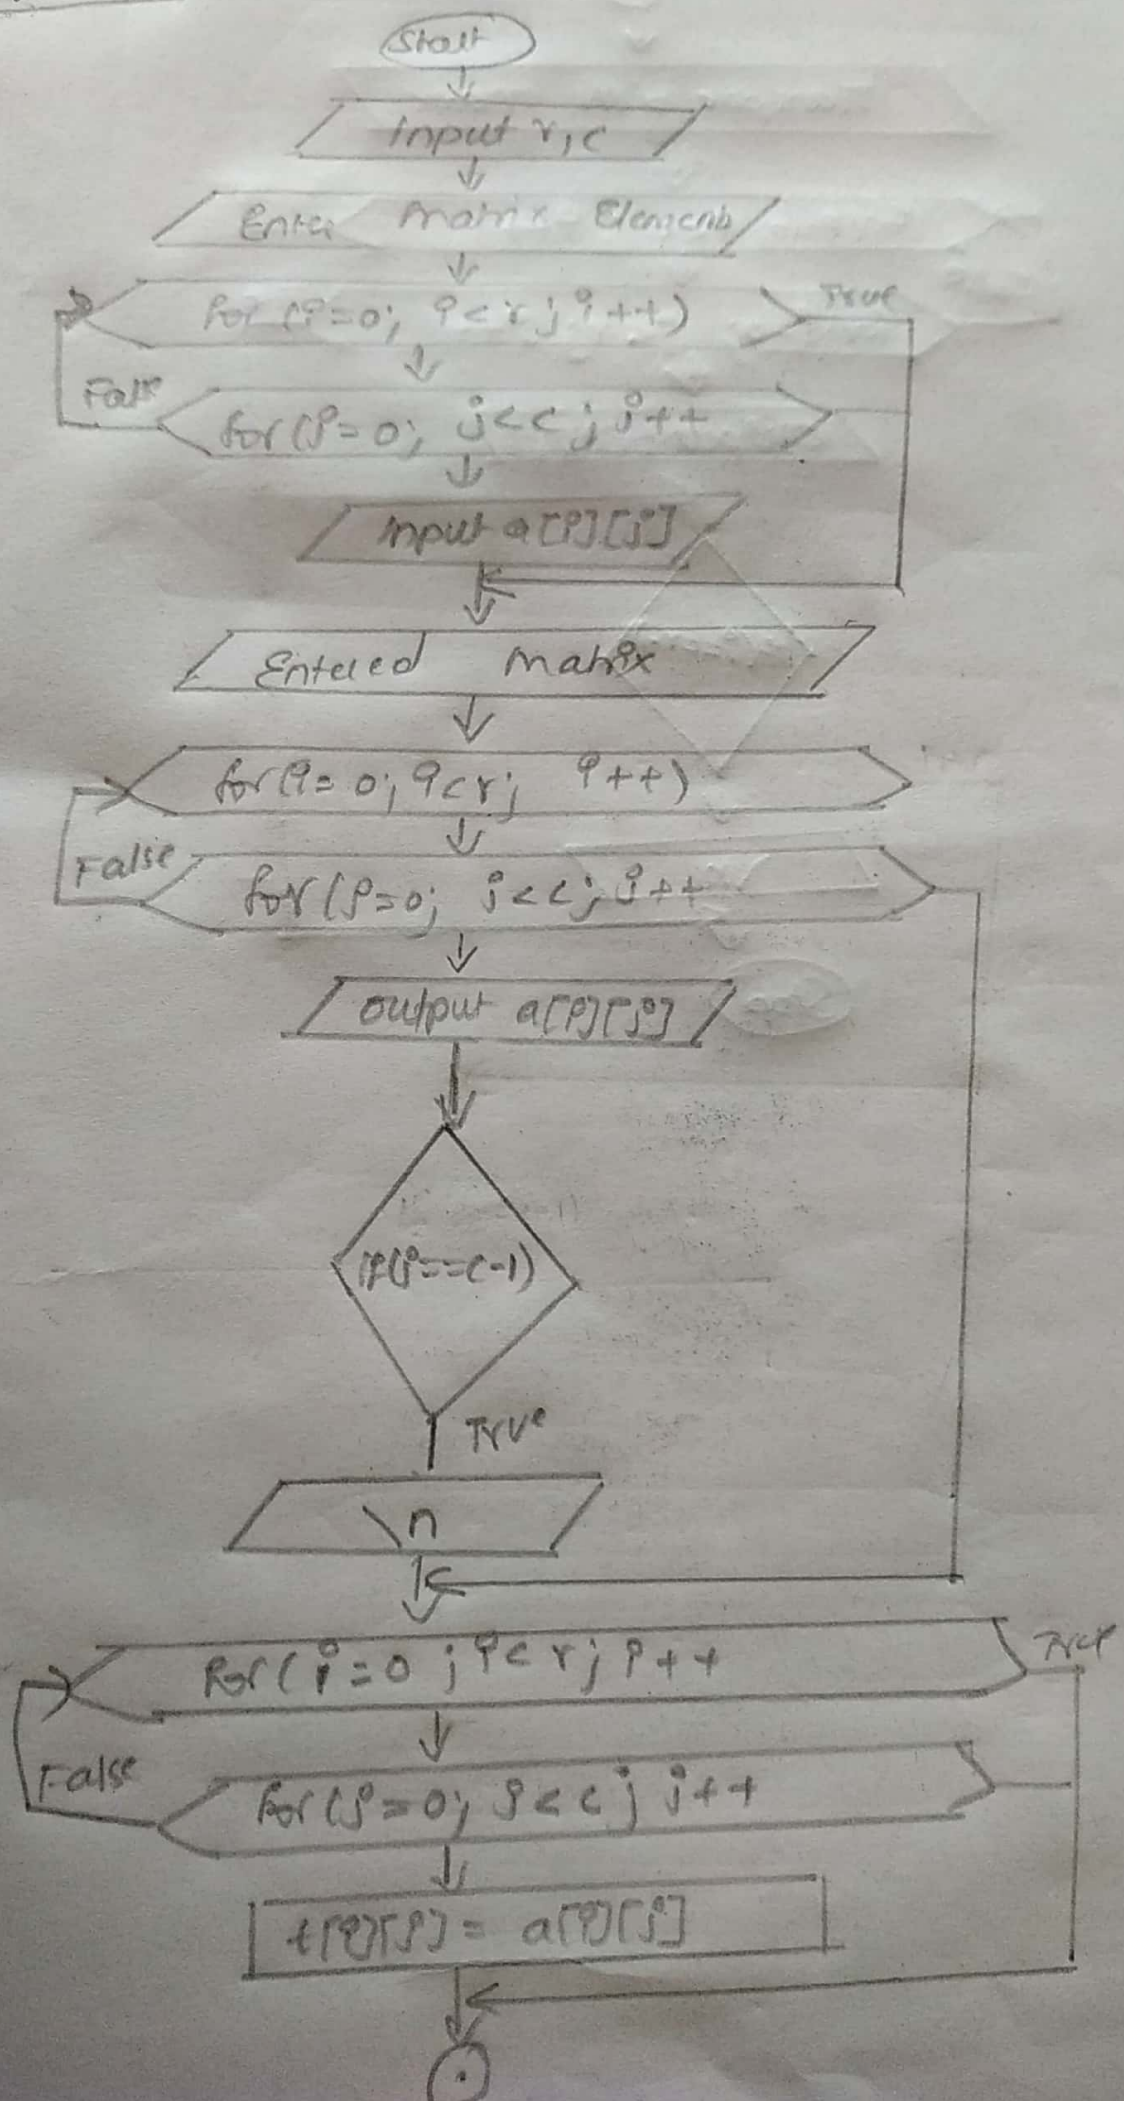 Start
Input r,c
Enter Matrix Elements
for (i=0; i<r; i++)
True
False
for (j=0; j<c; j++
Input a[i][j]
Entered Matrix
for(i=0; i<r; i++)
False
for (j=0; j<c; j++
output a[i][j]
if(j==c-1)
True
\n
For (i=0; i<r; i++
True
False
for (j=0; j<c; j++
t[i][j] = a[i][j]